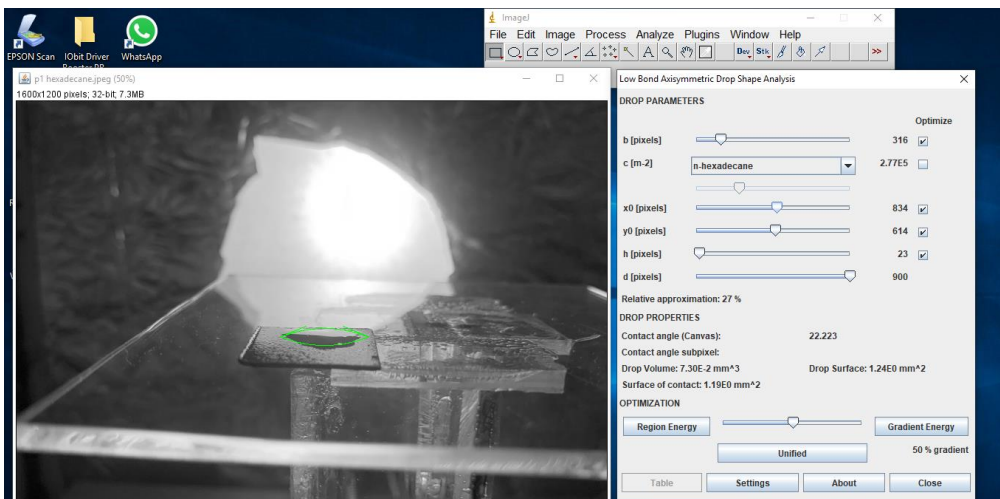 EPSON Scan IObit Driver WhatsApp
Booster PR
ImageJ
File Edit Image Process Analyze Plugins Window Help
Dev Stk >>
p1 hexadecane.jpeg (50%)
1600x1200 pixels; 32-bit; 7.3MB
Low Bond Axisymmetric Drop Shape Analysis
DROP PARAMETERS
Optimize
b [pixels] 316
c [m-2] n-hexadecane 2.77E5
x0 [pixels] 834
y0 [pixels] 614
h [pixels] 23
d [pixels] 900
Relative approximation: 27 %
DROP PROPERTIES
Contact angle (Canvas): 22.223
Contact angle subpixel:
Drop Volume: 7.30E-2 mm^3 Drop Surface: 1.24E0 mm^2
Surface of contact: 1.19E0 mm^2
OPTIMIZATION
Region Energy Gradient Energy
Unified 50 % gradient
Table Settings About Close